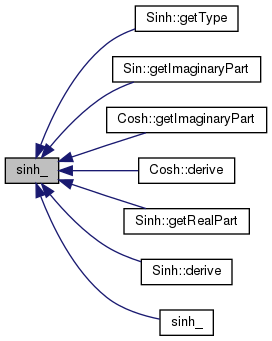 Sinh::getType
Sin::getImaginaryPart
Cosh::getImaginaryPart
sinh_
Cosh::derive
Sinh::getRealPart
Sinh::derive
sinh_